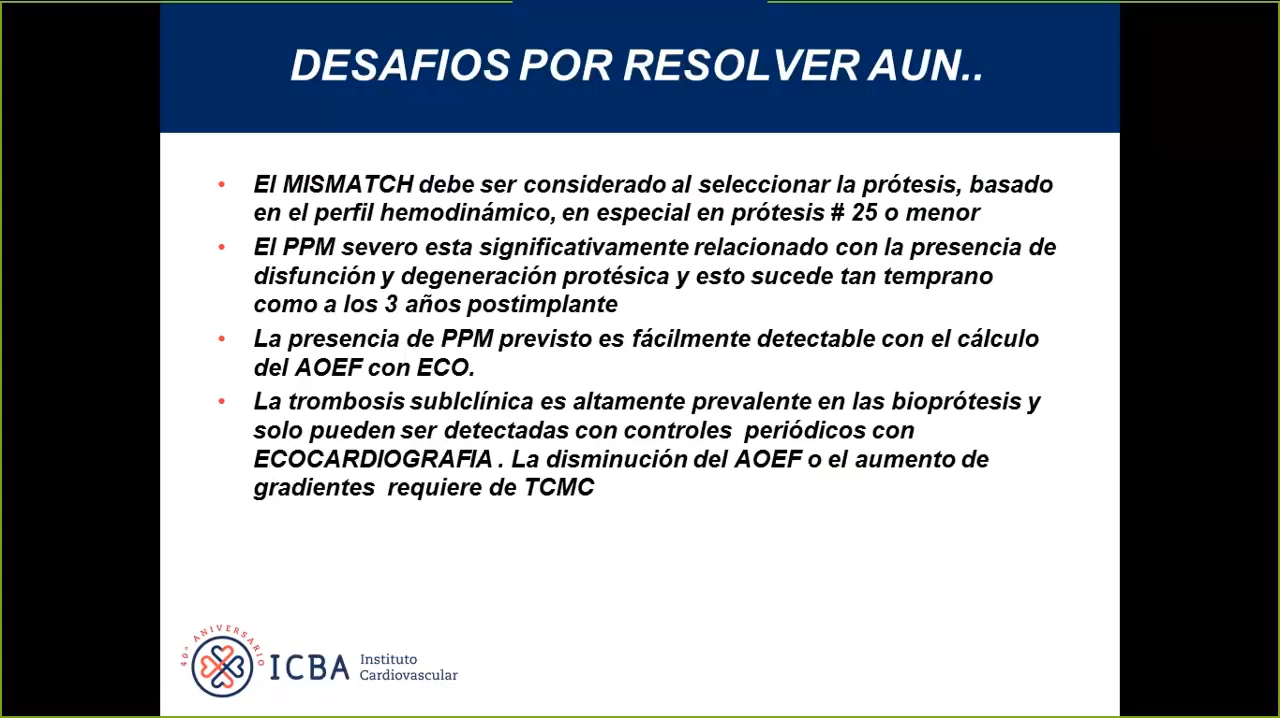 DESAFIOS POR RESOLVER AUN..
• El MISMATCH debe ser considerado al seleccionar la prótesis, basado
en el perfil hemodinámico, en especial en prótesis # 25 o menor
• El PPM severo esta significativamente relacionado con la presencia de
disfunción y degeneración protésica y esto sucede tan temprano
como a los 3 años postimplante
• La presencia de PPM previsto es fácilmente detectable con el cálculo
del AOEF con ECO.
• La trombosis sublclínica es altamente prevalente en las bioprótesis y
solo pueden ser detectadas con controles periódicos con
ECOCARDIOGRAFIA . La disminución del AOEF o el aumento de
gradientes requiere de TCMC
40º ANIVERSARIO
ICBA
Instituto
Cardiovascular